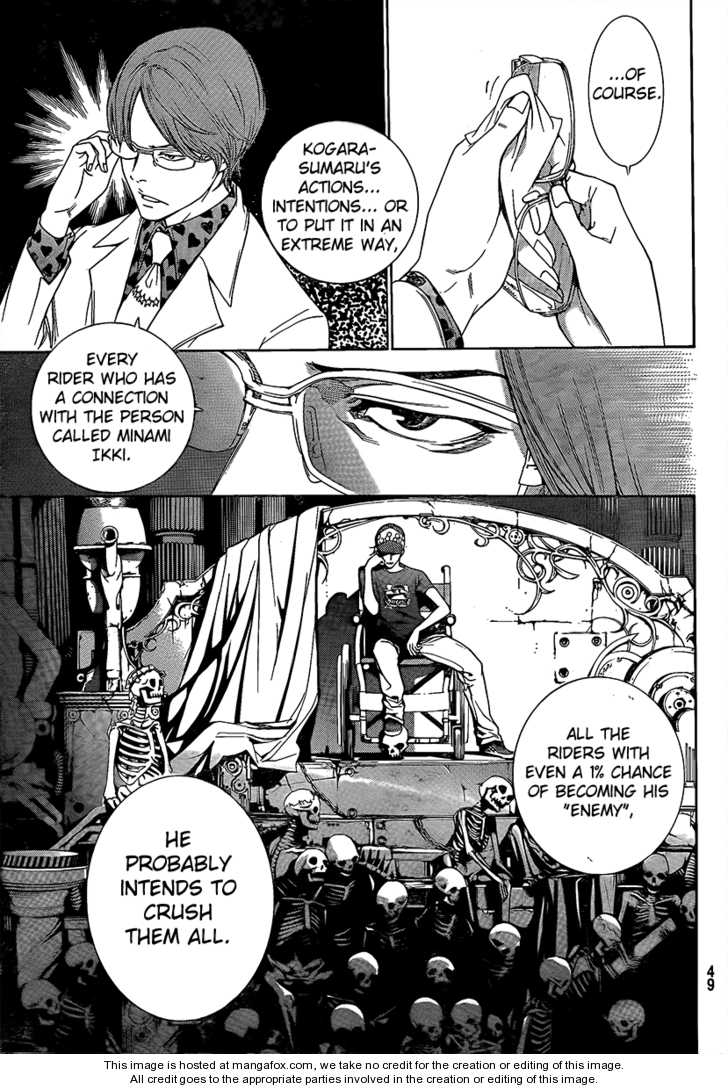 ...OF
COURSE.
KOGARA-
SUMARU'S
ACTIONS...
INTENTIONS... OR
TO PUT IT IN AN
EXTREME WAY,
EVERY
RIDER WHO HAS
A CONNECTION
WITH THE PERSON
CALLED MINAMI
IKKI.
ALL THE
RIDERS WITH
EVEN A 1% CHANCE
OF BECOMING HIS
"ENEMY",
HE
PROBABLY
INTENDS TO
CRUSH
THEM ALL.
49
This image is hosted at mangafox.com, we take no credit for the creation or editing of this image.
All credit goes to the appropriate parties involved in the creation and editing of this image.